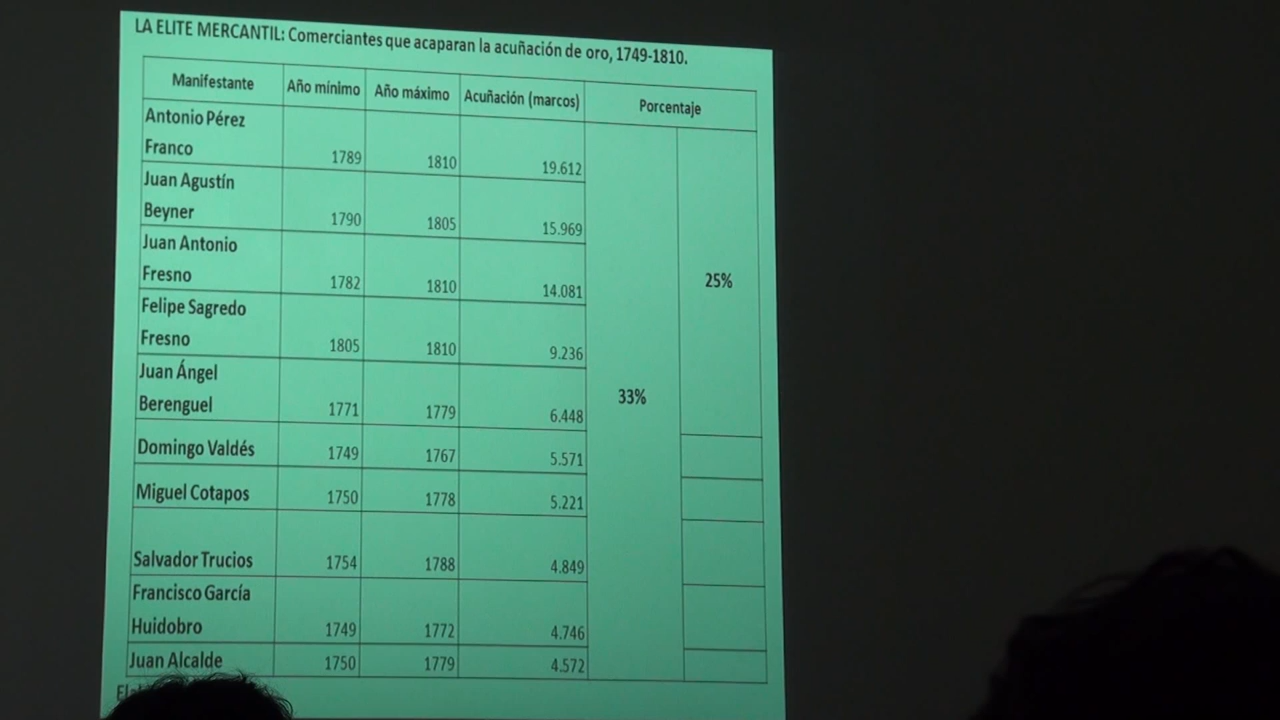 LA ELITE MERCANTIL: Comerciantes que acaparan la acuñación de oro, 1749-1810.
Manifestante Año mínimo Año máximo Acuñación (marcos) Porcentaje
Antonio Pérez
Franco 1789 1810 19.612
Juan Agustín
Beyner 1790 1805 15.969
Juan Antonio
Fresno 1782 1810 14.081
25%
Felipe Sagredo
Fresno 1805 1810 9.236
Juan Ángel
Berenguel 1771 1779 6.448
33%
Domingo Valdés 1749 1767 5.571
Miguel Cotapos 1750 1778 5.221
Salvador Trucios 1754 1788 4.849
Francisco García
Huidobro 1749 1772 4.746
Juan Alcalde 1750 1779 4.572